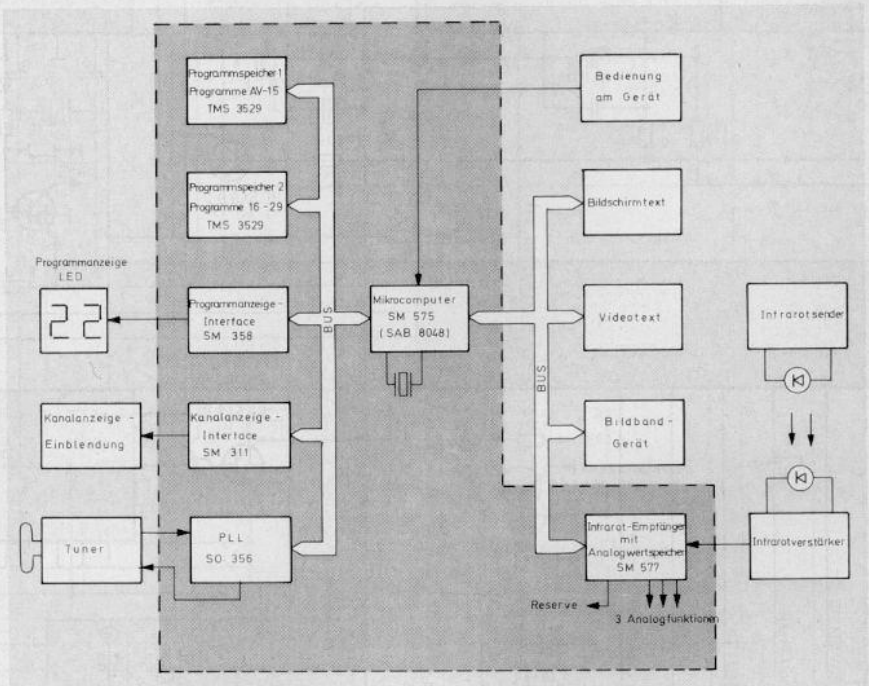 Programmspeicher 1
Programme AV-15
TMS 3529
Programmspeicher 2
Programme 16 - 29
TMS 3529
Programmanzeige
LED
22
Programmanzeige -
Interface
SM 358
Kanalanzeige -
Einblendung
Kanalanzeige -
Interface
SM 311
Tuner
PLL
SO 356
BUS
Mikrocomputer
SM 575
(SAB 8048)
Bedienung
am Gerät
Bildschirmtext
Videotext
BUS
Bildband -
Gerät
Infrarot-Empfänger
mit
Analogwertspeicher
SM 577
Reserve
3 Analogfunktionen
Infrarotsender
Infrarotverstärker